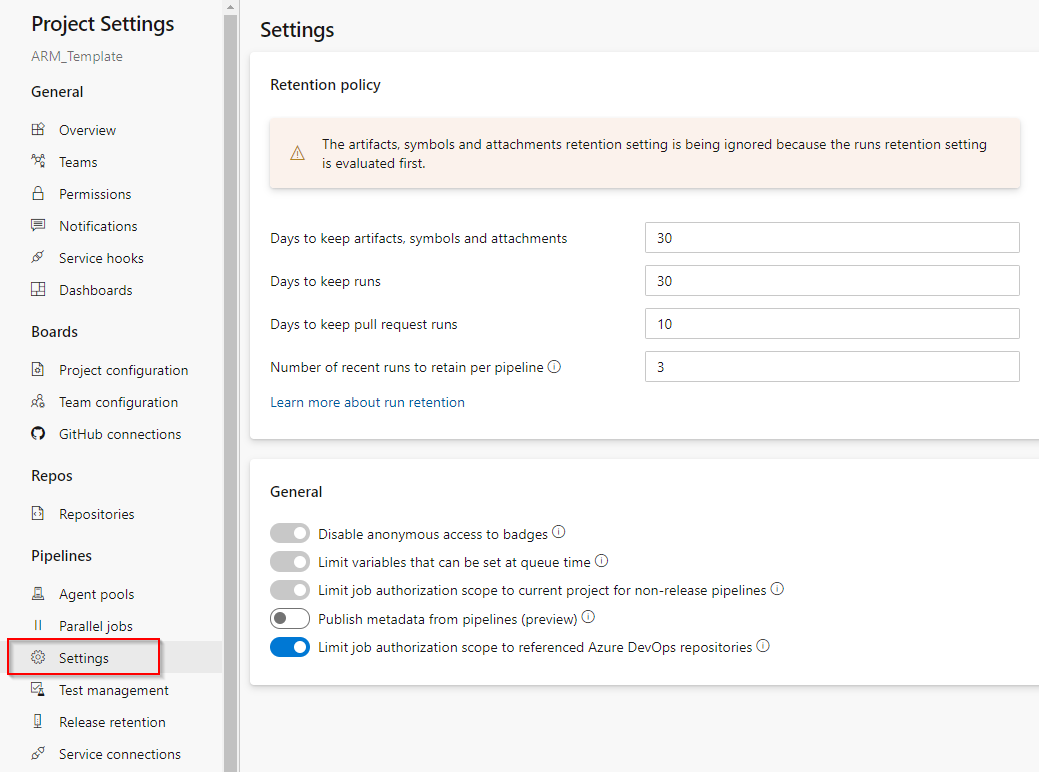 Project Settings
ARM_Template
General
Overview
Teams
Permissions
Notifications
Service hooks
Dashboards
Boards
Project configuration
Team configuration
GitHub connections
Repos
Repositories
Pipelines
Agent pools
Parallel jobs
Settings
Test management
Release retention
Service connections
Settings
Retention policy
The artifacts, symbols and attachments retention setting is being ignored because the runs retention setting
is evaluated first.
Days to keep artifacts, symbols and attachments 30
Days to keep runs 30
Days to keep pull request runs 10
Number of recent runs to retain per pipeline 3
Learn more about run retention
General
Disable anonymous access to badges
Limit variables that can be set at queue time
Limit job authorization scope to current project for non-release pipelines
Publish metadata from pipelines (preview)
Limit job authorization scope to referenced Azure DevOps repositories